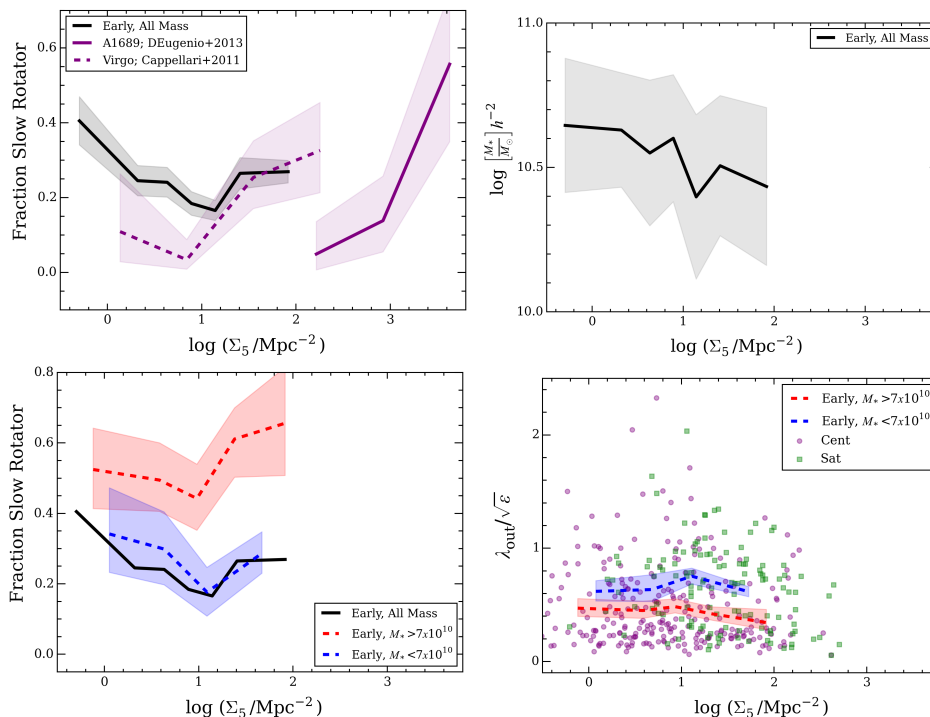 Early, All Mass
A1689; DEugenio+2013
Virgo; Cappellari+2011
Fraction Slow Rotator
0.6
0.4
0.2
0.0
0 1 2 3
log (Σ₅/Mpc⁻²)
Early, All Mass
log [M*/M☉] h⁻²
11.0
10.5
10.0
0 1 2 3
log (Σ₅/Mpc⁻²)
Fraction Slow Rotator
0.8
0.6
0.4
0.2
0.0
Early, All Mass
Early, M* >7x10¹⁰
Early, M* <7x10¹⁰
0 1 2 3
log (Σ₅/Mpc⁻²)
Early, M* >7x10¹⁰
Early, M* <7x10¹⁰
Cent
Sat
λout/√ε
2
1
0
0 1 2 3
log (Σ₅/Mpc⁻²)